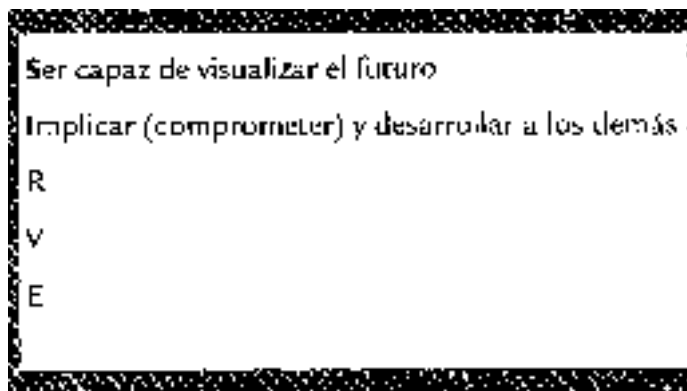 Ser capaz de visualizar el futuro
Implicar (comprometer) y desarrollar a los demás
R
V
E